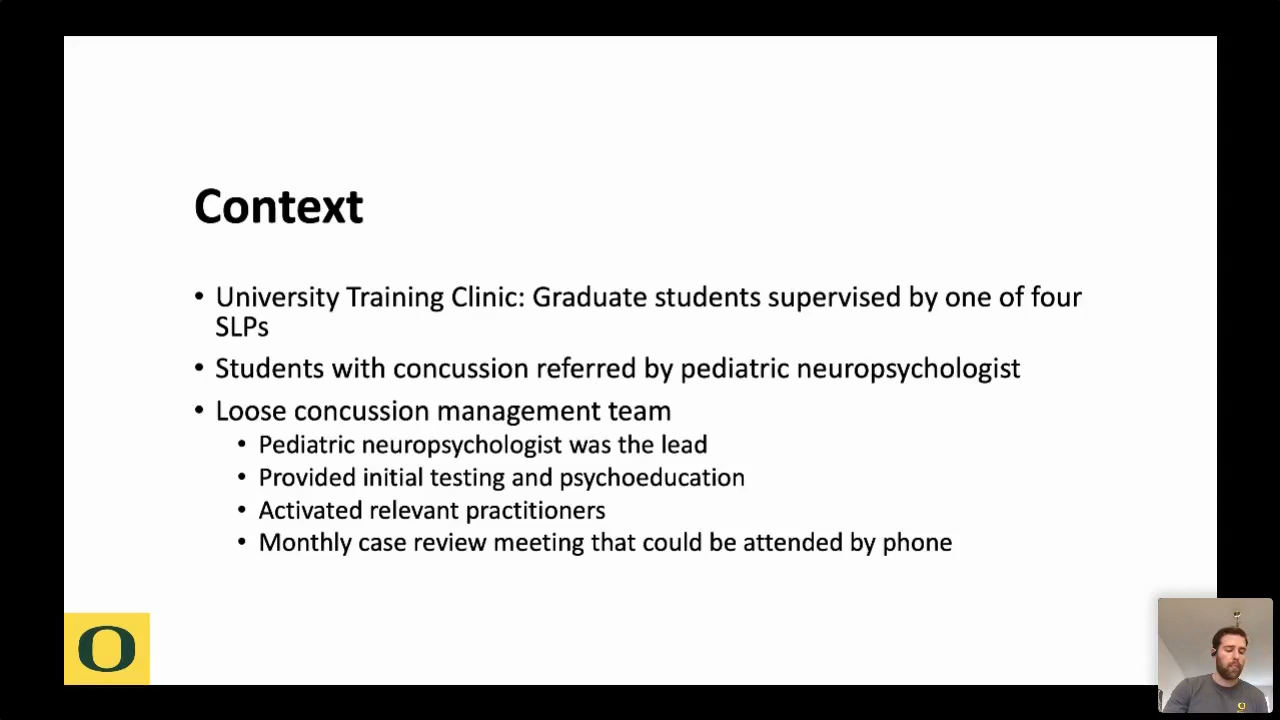 Context
• University Training Clinic: Graduate students supervised by one of four
SLPs
• Students with concussion referred by pediatric neuropsychologist
• Loose concussion management team
• Pediatric neuropsychologist was the lead
• Provided initial testing and psychoeducation
• Activated relevant practitioners
• Monthly case review meeting that could be attended by phone
O
O